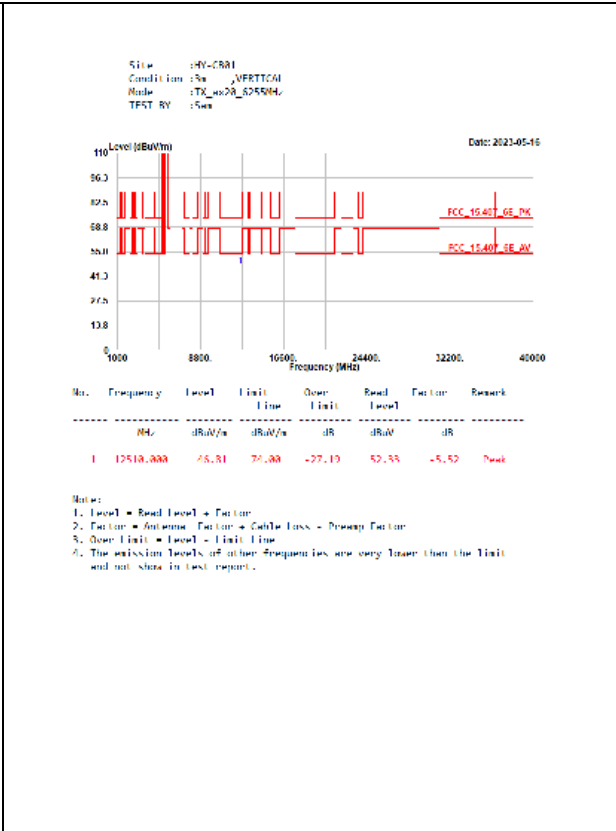 Site :HY-CB01
Condition :3m ,VERTICAL
Mode :TX_ax20_6255MHz
TEST BY :Sam
Level (dBuV/m)
Date: 2023-05-16
110
96.3
82.5
68.8
55.0
41.3
27.5
13.8
0
FCC_15.407_6E_PK
FCC_15.407_6E_AV
1
1000 8800. 16600. 24400. 32200. 40000
Frequency (MHz)
No. Frequency Level Limit Over Read Factor Remark
Line Limit Level
MHz dBuV/m dBuV/m dB dBuV dB
1 12510.000 46.81 74.00 -27.19 52.33 -5.52 Peak
Note:
1. Level = Read Level + Factor
2. Factor = Antenna Factor + Cable Loss - Preamp Factor
3. Over Limit = Level - Limit Line
4. The emission levels of other frequencies are very lower than the limit
and not show in test report.